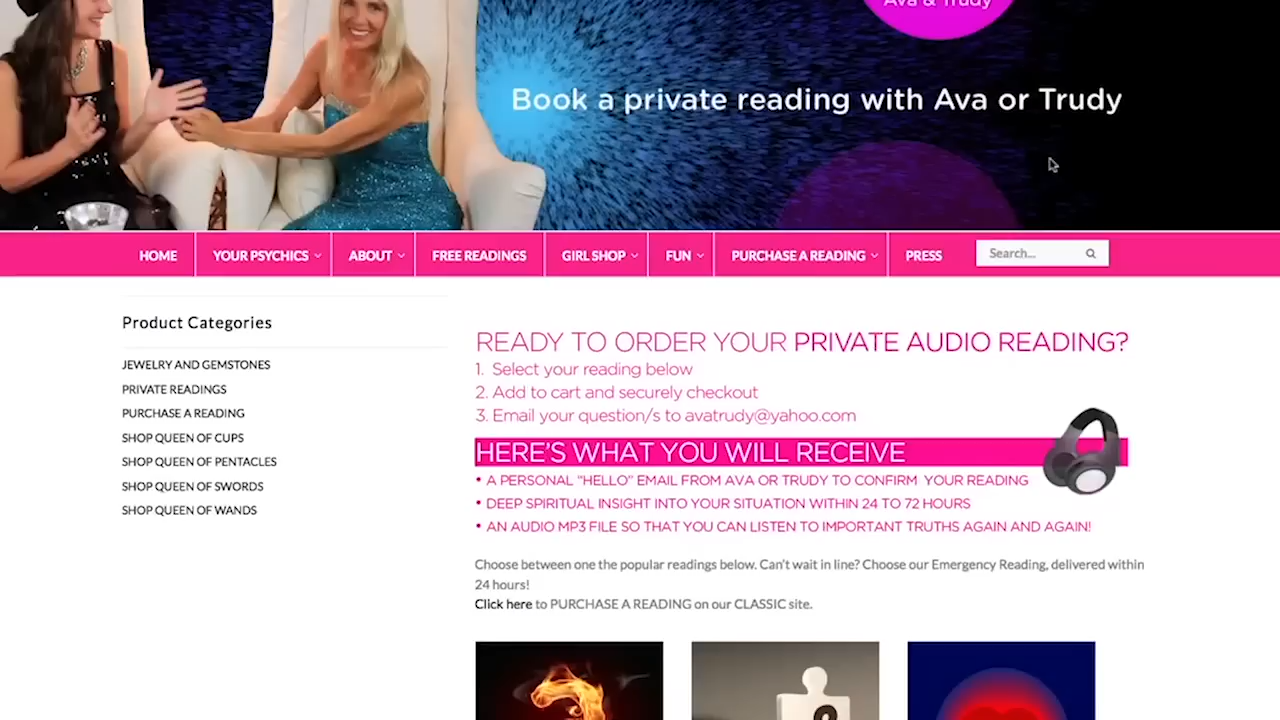 Ava & Trudy
Book a private reading with Ava or Trudy
HOME
YOUR PSYCHICS
ABOUT
FREE READINGS
GIRL SHOP
FUN
PURCHASE A READING
PRESS
Search...
Product Categories
JEWELRY AND GEMSTONES
PRIVATE READINGS
PURCHASE A READING
SHOP QUEEN OF CUPS
SHOP QUEEN OF PENTACLES
SHOP QUEEN OF SWORDS
SHOP QUEEN OF WANDS
READY TO ORDER YOUR PRIVATE AUDIO READING?
1. Select your reading below
2. Add to cart and securely checkout
3. Email your question/s to avatrudy@yahoo.com
HERE'S WHAT YOU WILL RECEIVE
• A PERSONAL “HELLO” EMAIL FROM AVA OR TRUDY TO CONFIRM YOUR READING
• DEEP SPIRITUAL INSIGHT INTO YOUR SITUATION WITHIN 24 TO 72 HOURS
• AN AUDIO MP3 FILE SO THAT YOU CAN LISTEN TO IMPORTANT TRUTHS AGAIN AND AGAIN!
Choose between one the popular readings below. Can't wait in line? Choose our Emergency Reading, delivered within
24 hours!
Click here to PURCHASE A READING on our CLASSIC site.